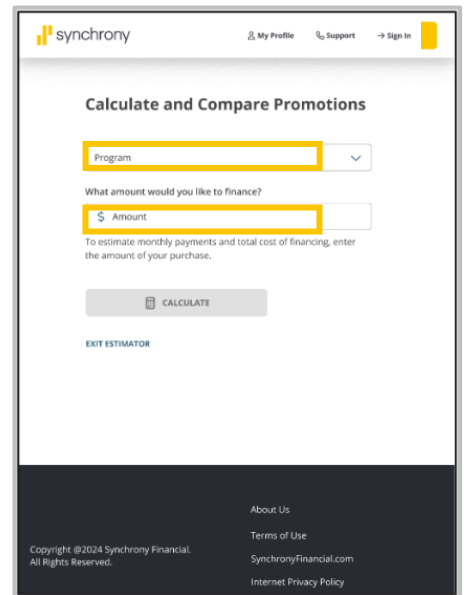 synchrony
My Profile
Support
→ Sign In
Calculate and Compare Promotions
Program
What amount would you like to finance?
$ Amount
To estimate monthly payments and total cost of financing, enter
the amount of your purchase.
CALCULATE
EXIT ESTIMATOR
About Us
Terms of Use
Copyright @2024 Synchrony Financial.
All Rights Reserved.
SynchronyFinancial.com
Internet Privacy Policy